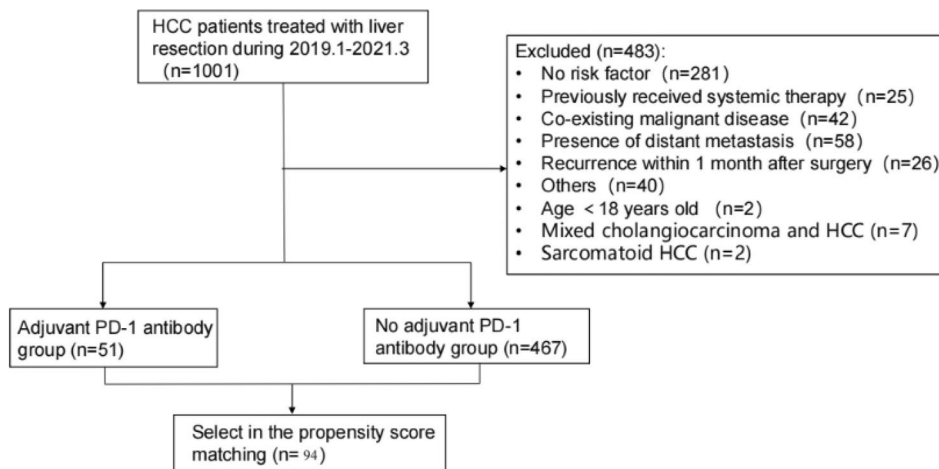 HCC patients treated with liver
resection during 2019.1-2021.3
(n=1001)
Excluded (n=483):
• No risk factor (n=281)
• Previously received systemic therapy (n=25)
• Co-existing malignant disease (n=42)
• Presence of distant metastasis (n=58)
• Recurrence within 1 month after surgery (n=26)
• Others (n=40)
• Age < 18 years old (n=2)
• Mixed cholangiocarcinoma and HCC (n=7)
• Sarcomatoid HCC (n=2)
Adjuvant PD-1 antibody
group (n=51)
No adjuvant PD-1
antibody group (n=467)
Select in the propensity score
matching (n= 94)